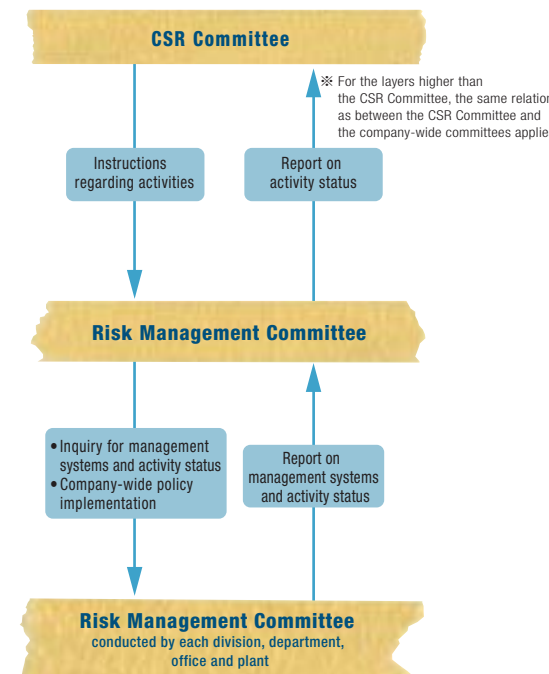 CSR Committee
※ For the layers higher than
the CSR Committee, the same relation
as between the CSR Committee and
the company-wide committees applie
Instructions
regarding activities
Report on
activity status
Risk Management Committee
• Inquiry for management
systems and activity status
• Company-wide policy
implementation
Report on
management systems
and activity status
Risk Management Committee
conducted by each division, department,
office and plant